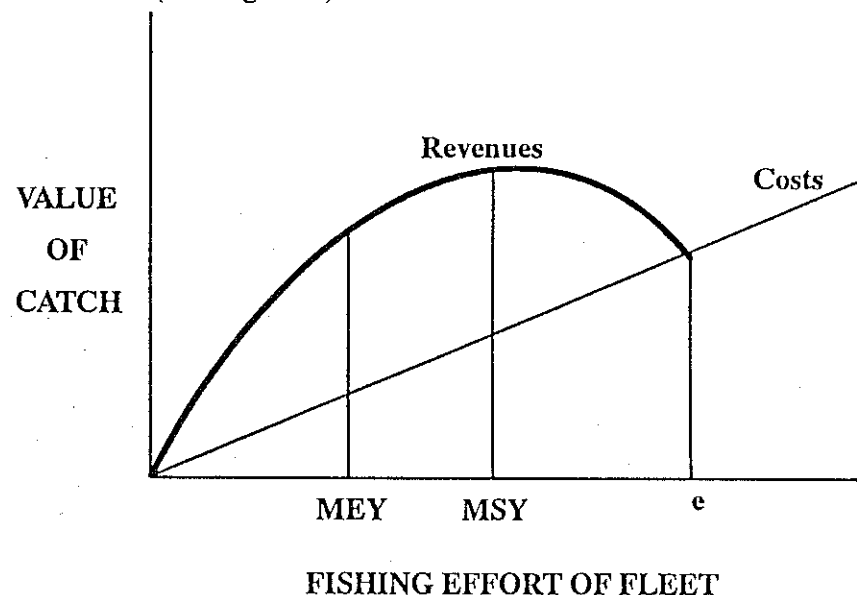 Revenues
Costs
VALUE
OF
CATCH
MEY
MSY
e
FISHING EFFORT OF FLEET